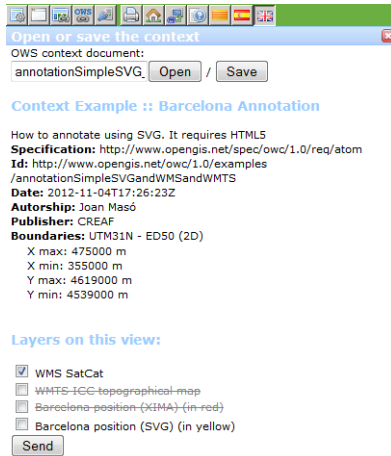 OWS
Open or save the context
OWS context document:
annotationSimpleSVG_ Open / Save
Context Example :: Barcelona Annotation
How to annotate using SVG. It requires HTML5
Specification: http://www.opengis.net/spec/owc/1.0/req/atom
Id: http://www.opengis.net/owc/1.0/examples
/annotationSimpleSVGandWMSandWMTS
Date: 2012-11-04T17:26:23Z
Autorship: Joan Masó
Publisher: CREAF
Boundaries: UTM31N - ED50 (2D)
X max: 475000 m
X min: 355000 m
Y max: 4619000 m
Y min: 4539000 m
Layers on this view:
WMS SatCat
WMTS ICC topographical map
Barcelona position (XIMA) (in red)
Barcelona position (SVG) (in yellow)
Send